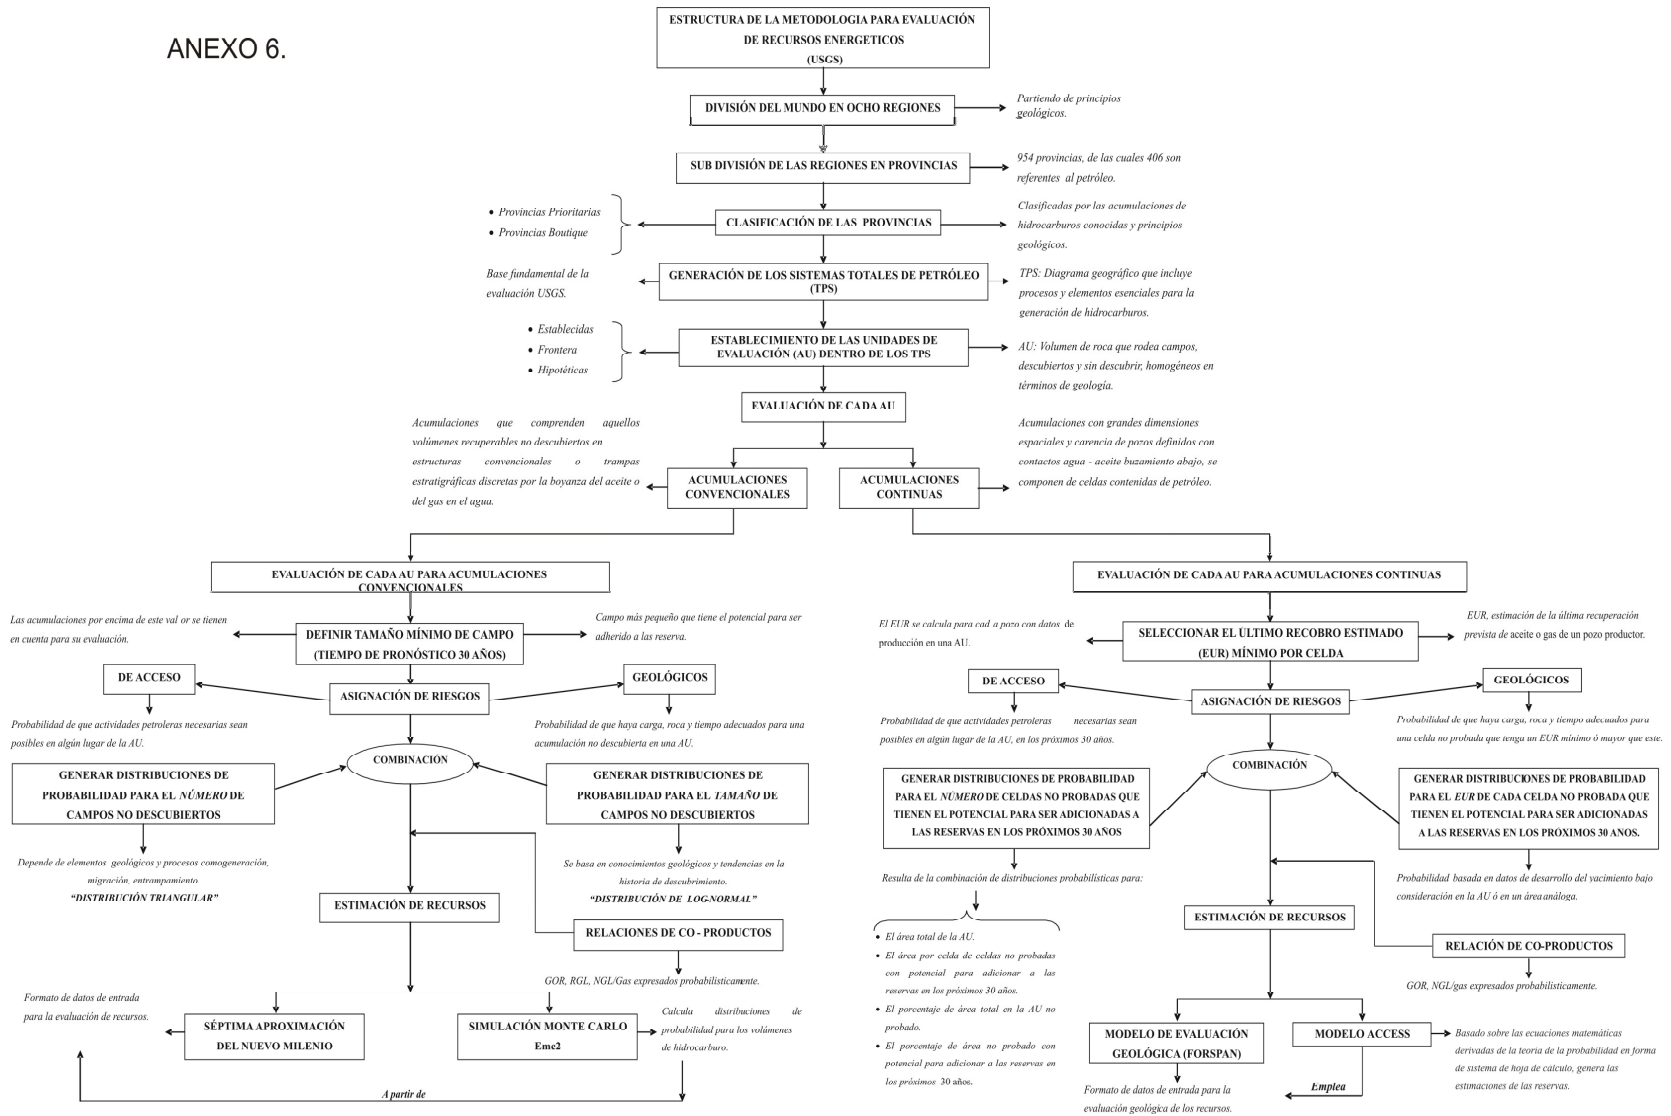 ANEXO 6.
ESTRUCTURA DE LA METODOLOGIA PARA EVALUACIÓN
DE RECURSOS ENERGETICOS
(USGS)
DIVISIÓN DEL MUNDO EN OCHO REGIONES
Partiendo de principios
geológicos.
SUB DIVISIÓN DE LAS REGIONES EN PROVINCIAS
954 provincias, de las cuales 406 son
referentes al petróleo.
• Provincias Prioritarias
• Provincias Boutique
CLASIFICACIÓN DE LAS PROVINCIAS
Clasificadas por las acumulaciones de
hidrocarburos conocidas y principios
geológicos.
Base fundamental de la
evaluación USGS.
GENERACIÓN DE LOS SISTEMAS TOTALES DE PETRÓLEO
(TPS)
TPS: Diagrama geográfico que incluye
procesos y elementos esenciales para la
generación de hidrocarburos.
• Establecidas
• Frontera
• Hipotéticas
ESTABLECIMIENTO DE LAS UNIDADES DE
EVALUACIÓN (AU) DENTRO DE LOS TPS
AU: Volumen de roca que rodea campos,
descubiertos y sin descubrir, homogéneos en
términos de geología.
EVALUACIÓN DE CADA AU
Acumulaciones que comprenden aquellos
volúmenes recuperables no descubiertos en
estructuras convencionales o trampas
estratigráficas discretas por la boyanza del aceite o
del gas en el agua.
ACUMULACIONES
CONVENCIONALES
ACUMULACIONES
CONTINUAS
Acumulaciones con grandes dimensiones
espaciales y carencia de pozos definidos con
contactos agua - aceite buzamiento abajo, se
componen de celdas contenidas de petróleo.
EVALUACIÓN DE CADA AU PARA ACUMULACIONES
CONVENCIONALES
Las acumulaciones por encima de este val or se tienen
en cuenta para su evaluación.
DEFINIR TAMAÑO MÍNIMO DE CAMPO
(TIEMPO DE PRONÓSTICO 30 AÑOS)
Campo más pequeño que tiene el potencial para ser
adherido a las reserva.
DE ACCESO
ASIGNACIÓN DE RIESGOS
GEOLÓGICOS
Probabilidad de que actividades petroleras necesarias sean
posibles en algún lugar de la AU.
Probabilidad de que haya carga, roca y tiempo adecuados para una
acumulación no descubierta en una AU.
COMBINACIÓN
GENERAR DISTRIBUCIONES DE
PROBABILIDAD PARA EL NÚMERO DE
CAMPOS NO DESCUBIERTOS
GENERAR DISTRIBUCIONES DE
PROBABILIDAD PARA EL TAMAÑO DE
CAMPOS NO DESCUBIERTOS
Depende de elementos geológicos y procesos comogeneración,
migración, entrampamiento.
“DISTRIBUCIÓN TRIANGULAR”
Se basa en conocimientos geológicos y tendencias en la
historia de descubrimiento.
“DISTRIBUCIÓN DE LOG-NORMAL”
ESTIMACIÓN DE RECURSOS
RELACIONES DE CO - PRODUCTOS
GOR, RGL, NGL/Gas expresados probabilisticamente.
Formato de datos de entrada
para la evaluación de recursos.
SÉPTIMA APROXIMACIÓN
DEL NUEVO MILENIO
SIMULACIÓN MONTE CARLO
Emc2
Calcula distribuciones de
probabilidad para los volúmenes
de hidrocarburo.
A partir de
EVALUACIÓN DE CADA AU PARA ACUMULACIONES CONTINUAS
El EUR se calcula para cad a pozo con datos de
producción en una AU.
SELECCIONAR EL ULTIMO RECOBRO ESTIMADO
(EUR) MÍNIMO POR CELDA
EUR, estimación de la última recuperación
prevista de aceite o gas de un pozo productor.
DE ACCESO
ASIGNACIÓN DE RIESGOS
GEOLÓGICOS
Probabilidad de que actividades petroleras necesarias sean
posibles en algún lugar de la AU, en los próximos 30 años.
Probabilidad de que haya carga, roca y tiempo adecuados para
una celda no probada que tenga un EUR mínimo ó mayor que este.
COMBINACIÓN
GENERAR DISTRIBUCIONES DE PROBABILIDAD
PARA EL NÚMERO DE CELDAS NO PROBADAS QUE
TIENEN EL POTENCIAL PARA SER ADICIONADAS A
LAS RESERVAS EN LOS PRÓXIMOS 30 AÑOS
GENERAR DISTRIBUCIONES DE PROBABILIDAD
PARA EL EUR DE CADA CELDA NO PROBADA QUE
TIENEN EL POTENCIAL PARA SER ADICIONADAS
A LAS RESERVAS EN LOS PRÓXIMOS 30 AÑOS.
Resulta de la combinación de distribuciones probabilísticas para:
Probabilidad basada en datos de desarrollo del yacimiento bajo
consideración en la AU ó en un área análoga.
• El área total de la AU.
• El área por celda de celdas no probadas
con potencial para adicionar a las
reservas en los próximos 30 años.
• El porcentaje de área total en la AU no
probado.
• El porcentaje de área no probado con
potencial para adicionar a las reservas en
los próximos 30 años.
ESTIMACIÓN DE RECURSOS
RELACIÓN DE CO-PRODUCTOS
GOR, NGL/gas expresados probabilisticamente.
MODELO DE EVALUACIÓN
GEOLÓGICA (FORSPAN)
MODELO ACCESS
Basado sobre las ecuaciones matemáticas
derivadas de la teoria de la probabilidad en forma
de sistema de hoja de calculo, genera las
estimaciones de las reservas.
Emplea
Formato de datos de entrada para la
evaluación geológica de los recursos.